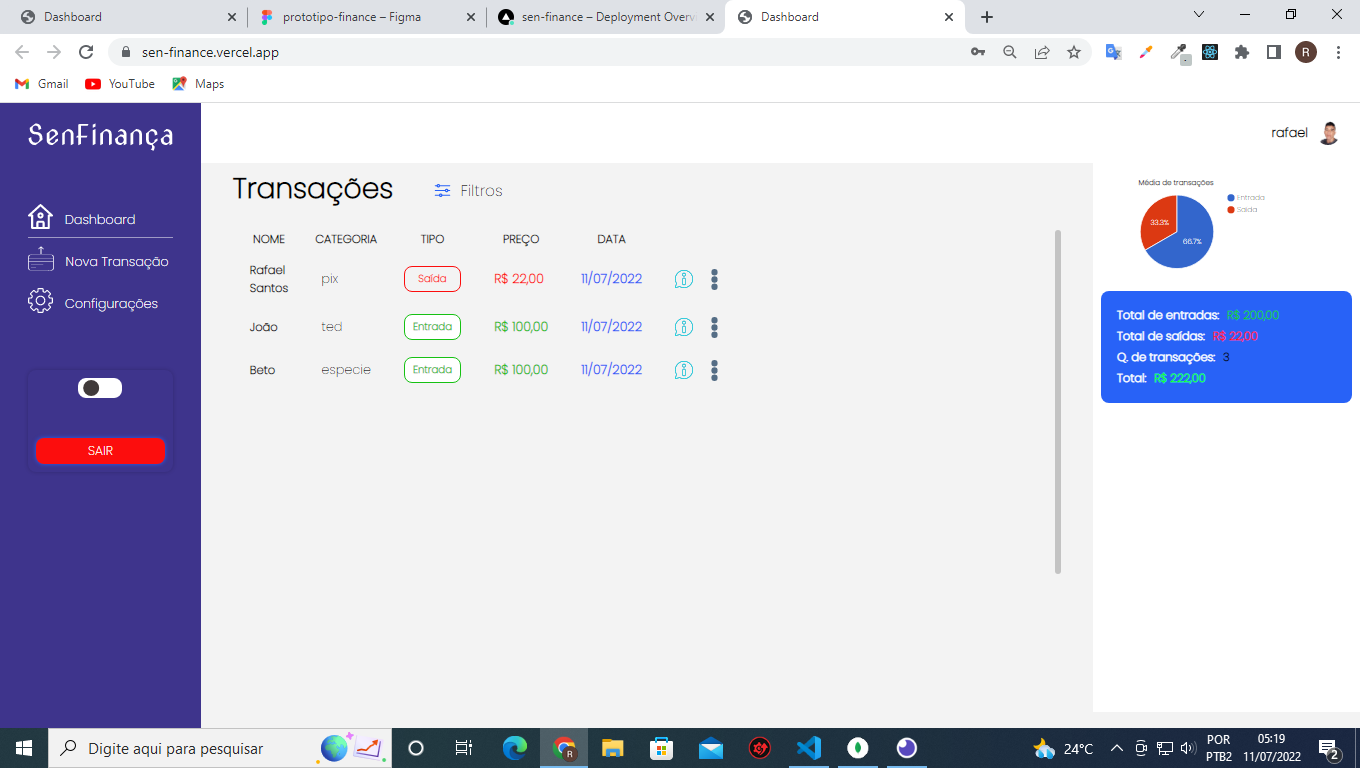 Dashboard
prototipo-finance – Figma
sen-finance – Deployment Overvi
Dashboard
sen-finance.vercel.app
R
Gmail
YouTube
Maps
SenFinança
rafael
Dashboard
Nova Transação
Configurações
SAIR
Transações
Filtros
NOME CATEGORIA TIPO PREÇO DATA
Rafael Santos pix Saída R$ 22,00 11/07/2022
João ted Entrada R$ 100,00 11/07/2022
Beto especie Entrada R$ 100,00 11/07/2022
Média de transações
Entrada
Saída
33.3%
66.7%
Total de entradas: R$ 200,00
Total de saídas: R$ 22,00
Q. de transações: 3
Total: R$ 222,00
Digite aqui para pesquisar
R
24°C
POR
PTB2
05:19
11/07/2022
2